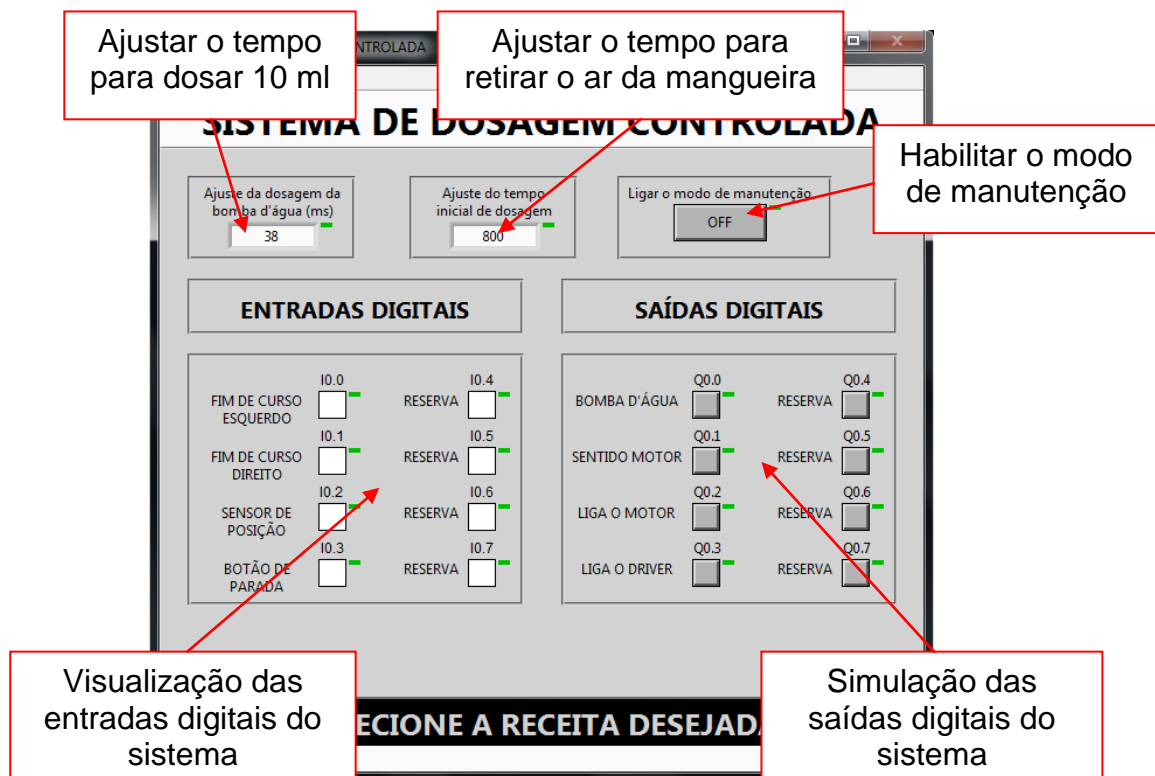 Ajustar o tempo
para dosar 10 ml
Ajustar o tempo para
retirar o ar da mangueira
SISTEMA DE DOSAGEM CONTROLADA
Habilitar o modo
de manutenção
Ajuste da dosagem da
bomba d'água (ms)
38
Ajuste do tempo
inicial de dosagem
800
Ligar o modo de manutenção
OFF
ENTRADAS DIGITAIS
SAÍDAS DIGITAIS
I0.0
FIM DE CURSO
ESQUERDO
I0.4
RESERVA
I0.1
FIM DE CURSO
DIREITO
I0.5
RESERVA
I0.2
SENSOR DE
POSIÇÃO
I0.6
RESERVA
I0.3
BOTÃO DE
PARADA
I0.7
RESERVA
Q0.0
BOMBA D'ÁGUA
Q0.4
RESERVA
Q0.1
SENTIDO MOTOR
Q0.5
RESERVA
Q0.2
LIGA O MOTOR
Q0.6
RESERVA
Q0.3
LIGA O DRIVER
Q0.7
RESERVA
Visualização das
entradas digitais do
sistema
ECIONE A RECEITA DESEJAD
Simulação das
saídas digitais do
sistema